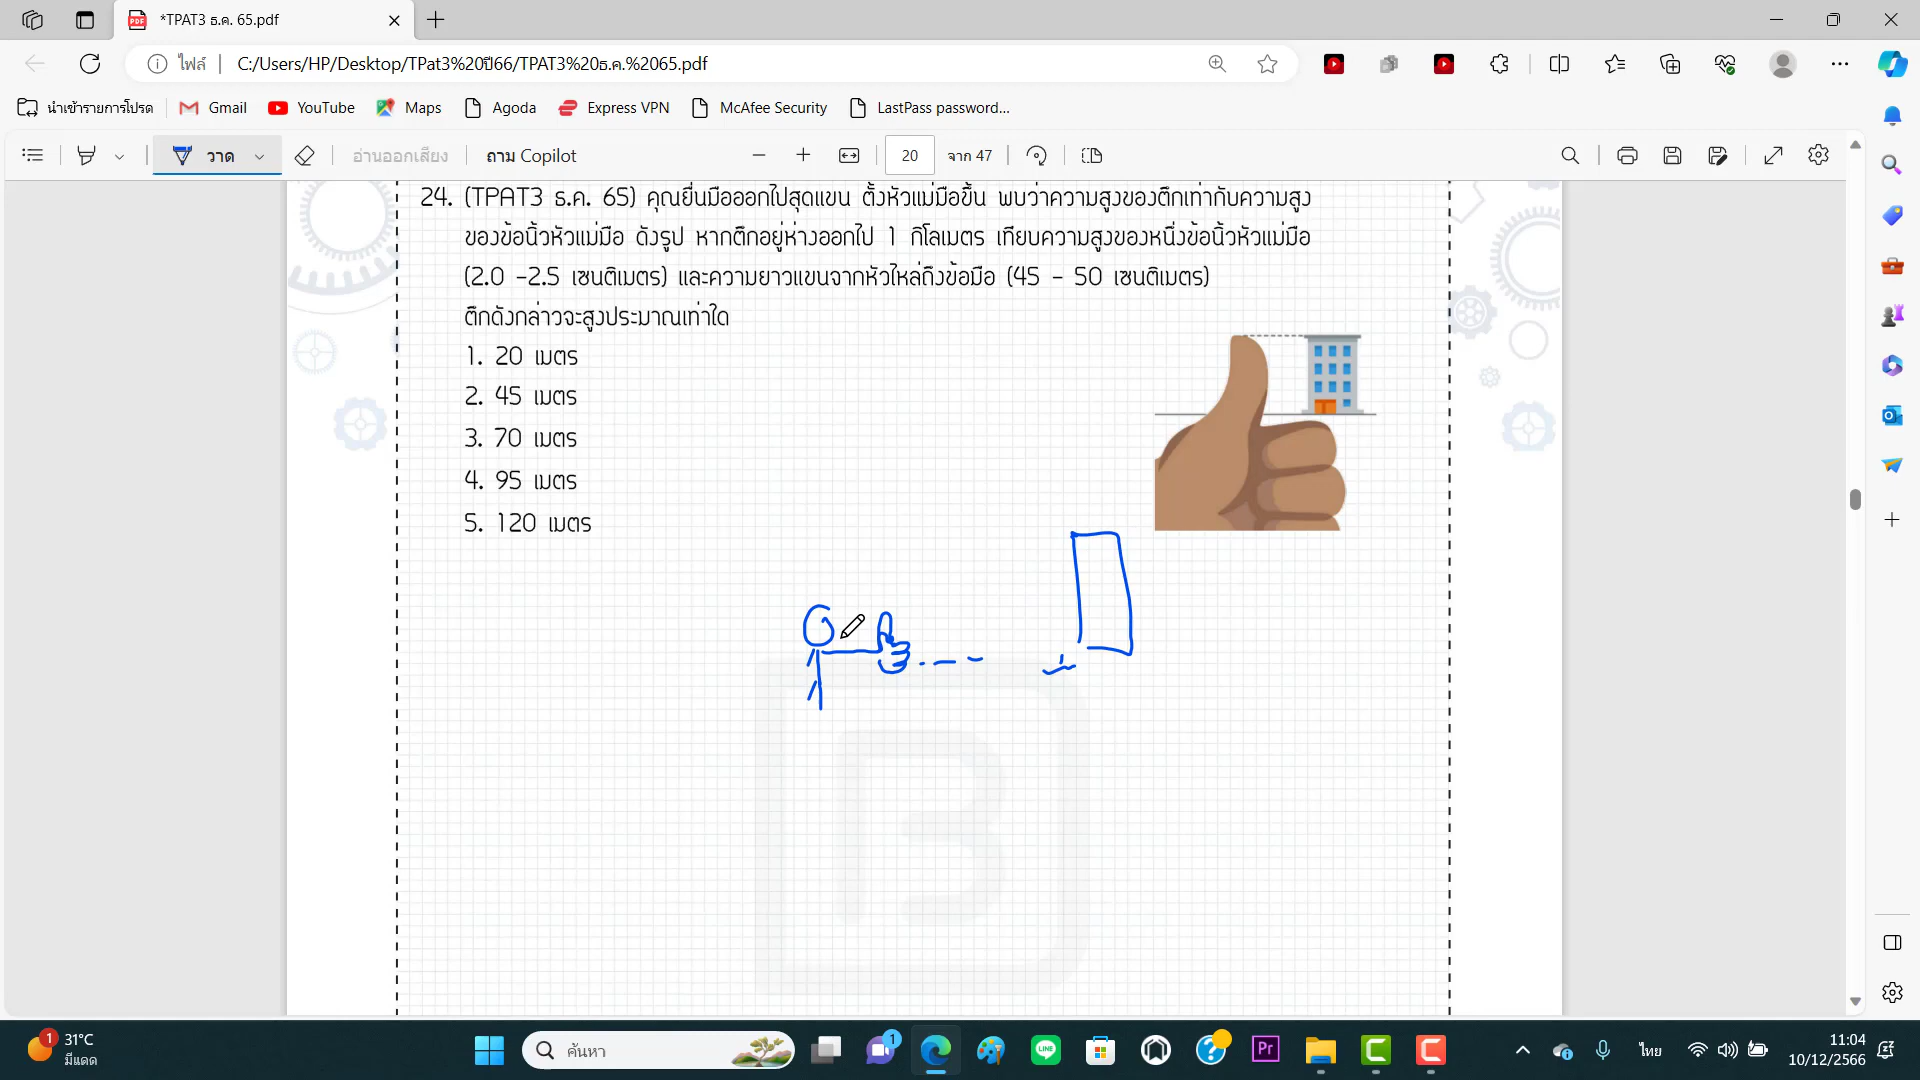 *TPAT3 ธ.ค. 65.pdf
ไฟล์ C:/Users/HP/Desktop/TPat3%20ปี66/TPAT3%20ธ.ค.%2065.pdf
นำเข้ารายการโปรด Gmail YouTube Maps Agoda Express VPN McAfee Security LastPass password...
วาด อ่านออกเสียง ถาม Copilot 20 จาก 47
24. (TPAT3 ธ.ค. 65) คุณยื่นมือออกไปสุดแขน ตั้งหัวแม่มือขึ้น พบว่าความสูงของตึกเท่ากับความสูง
ของข้อนิ้วหัวแม่มือ ดังรูป หากตึกอยู่ห่างออกไป 1 กิโลเมตร เทียบความสูงของหนึ่งข้อนิ้วหัวแม่มือ
(2.0 -2.5 เซนติเมตร) และความยาวแขนจากหัวไหล่ถึงข้อมือ (45 - 50 เซนติเมตร)
ตึกดังกล่าวจะสูงประมาณเท่าใด
1. 20 เมตร
2. 45 เมตร
3. 70 เมตร
4. 95 เมตร
5. 120 เมตร
1 31°C
มีแดด
ค้นหา
1
Pr
ไทย
11:04
10/12/2566